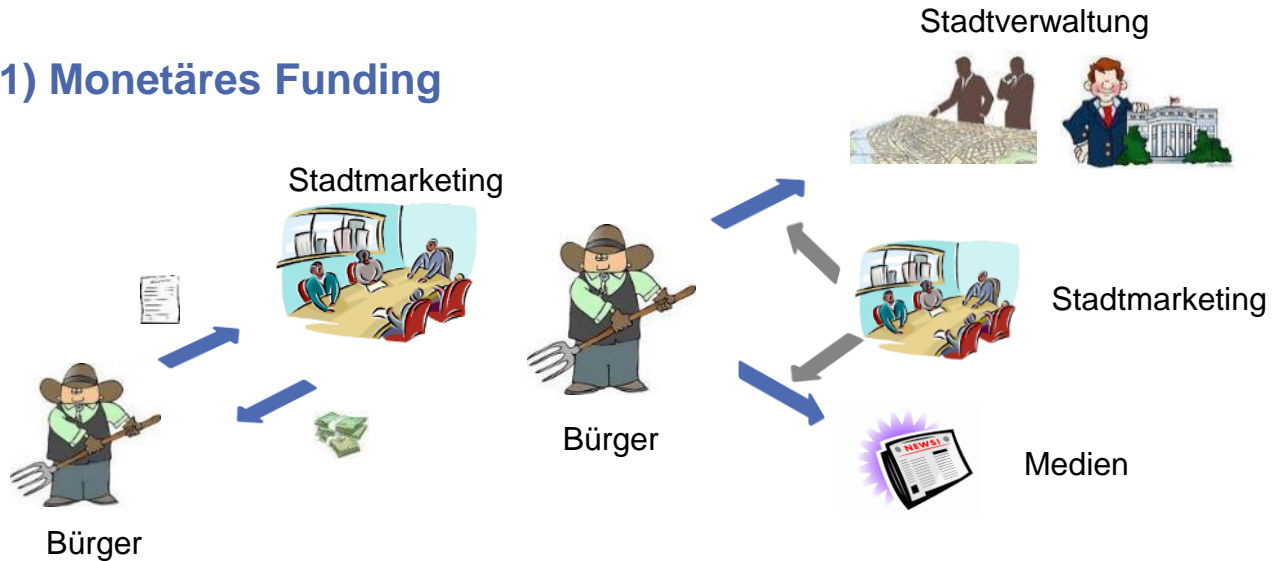 Stadtverwaltung
1) Monetäres Funding
Stadtmarketing
Stadtmarketing
Bürger
NEWS!
Medien
Bürger